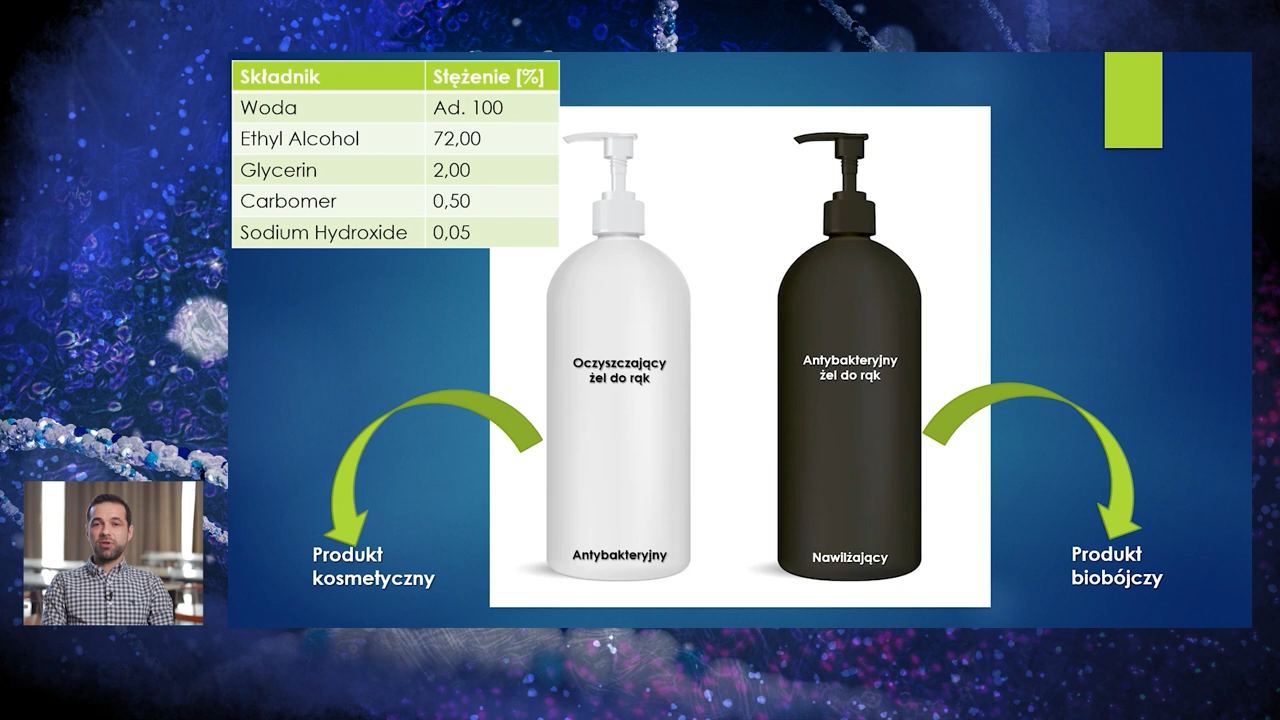 Składnik Stężenie [%]
Woda Ad. 100
Ethyl Alcohol 72,00
Glycerin 2,00
Carbomer 0,50
Sodium Hydroxide 0,05
Oczyszczający
żel do rąk
Antybakteryjny
Antybakteryjny
żel do rąk
Nawilżający
Produkt
kosmetyczny
Produkt
biobójczy